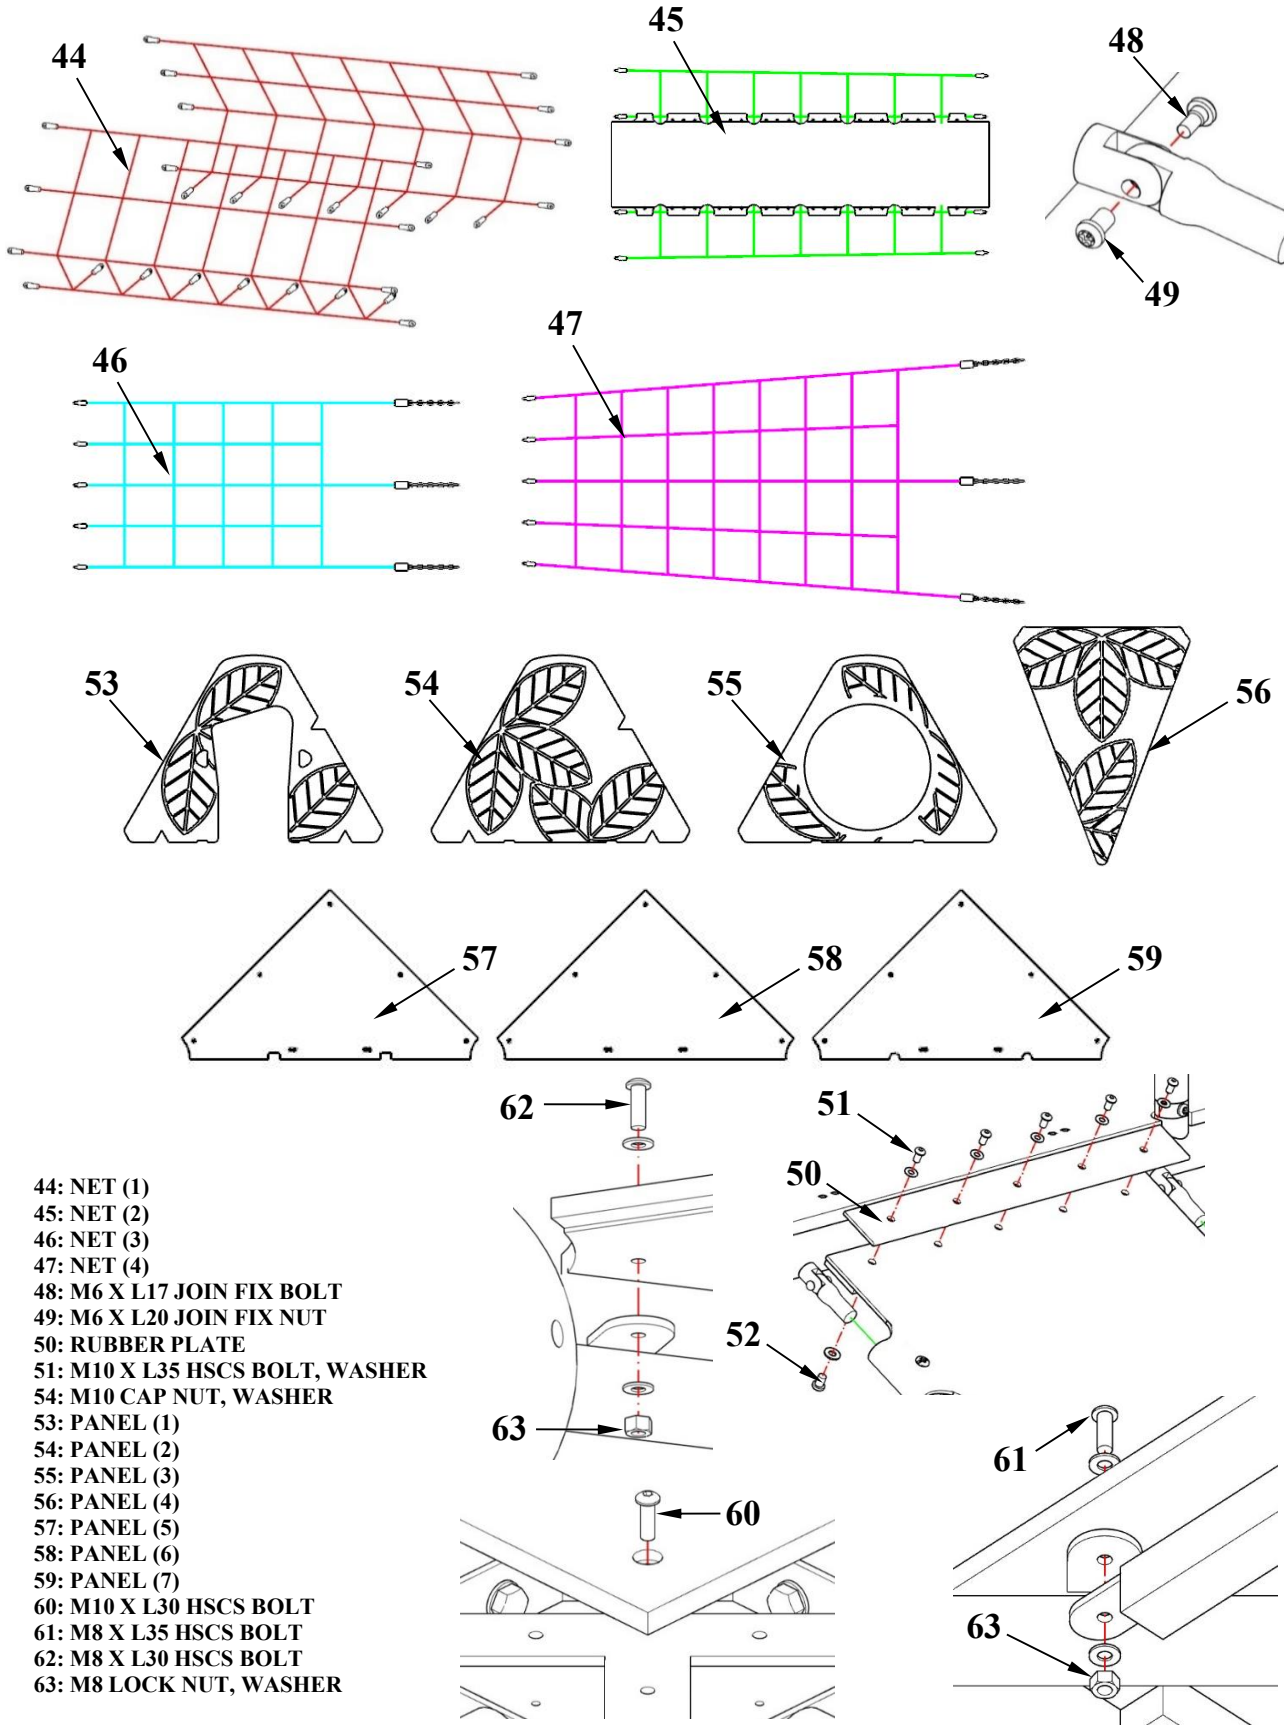 44
45
48
49
46
47
53
54
55
56
57
58
59
62
51
50
52
63
61
60
63
44: NET (1)
45: NET (2)
46: NET (3)
47: NET (4)
48: M6 X L17 JOIN FIX BOLT
49: M6 X L20 JOIN FIX NUT
50: RUBBER PLATE
51: M10 X L35 HSCS BOLT, WASHER
54: M10 CAP NUT, WASHER
53: PANEL (1)
54: PANEL (2)
55: PANEL (3)
56: PANEL (4)
57: PANEL (5)
58: PANEL (6)
59: PANEL (7)
60: M10 X L30 HSCS BOLT
61: M8 X L35 HSCS BOLT
62: M8 X L30 HSCS BOLT
63: M8 LOCK NUT, WASHER